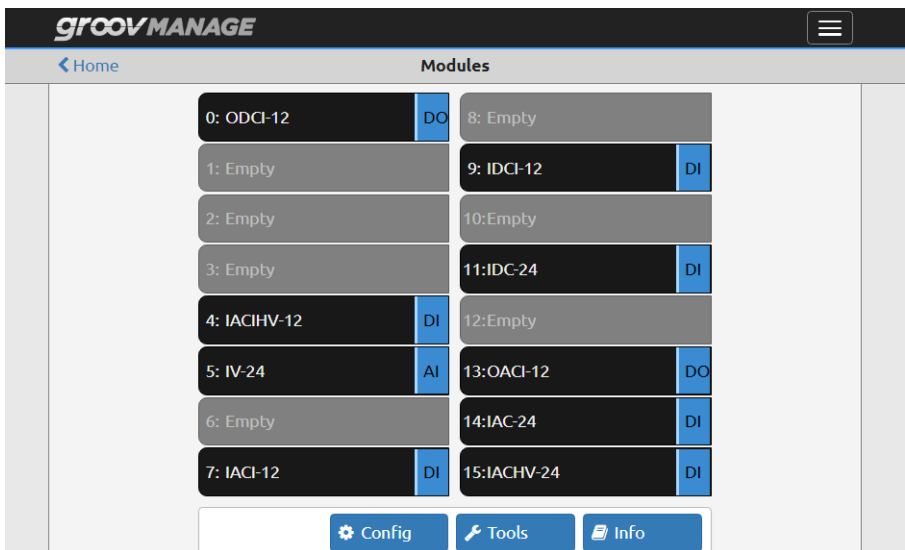 groov MANAGE
Home
Modules
0: ODCI-12 DO
8: Empty
1: Empty
9: IDCI-12 DI
2: Empty
10:Empty
3: Empty
11:IDC-24 DI
4: IACIHV-12 DI
12:Empty
5: IV-24 AI
13:OACI-12 DO
6: Empty
14:IAC-24 DI
7: IACI-12 DI
15:IACHV-24 DI
Config
Tools
Info